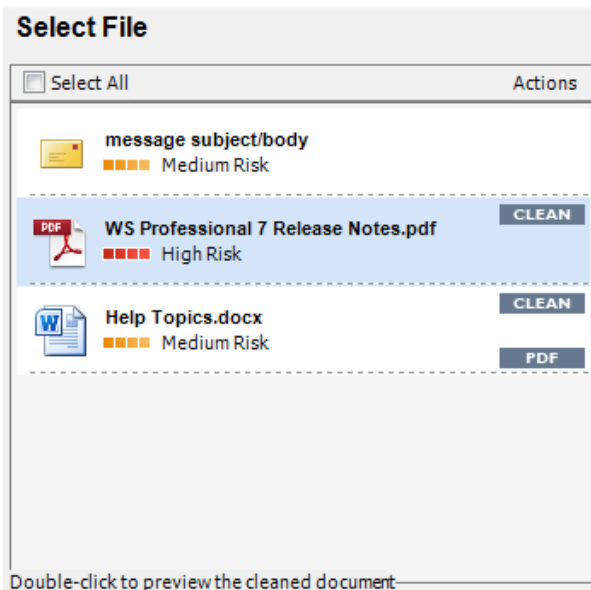 Select File
Select All Actions
message subject/body
Medium Risk
CLEAN
PDF WS Professional 7 Release Notes.pdf
High Risk
CLEAN
W Help Topics.docx
Medium Risk
PDF
Double-click to preview the cleaned document